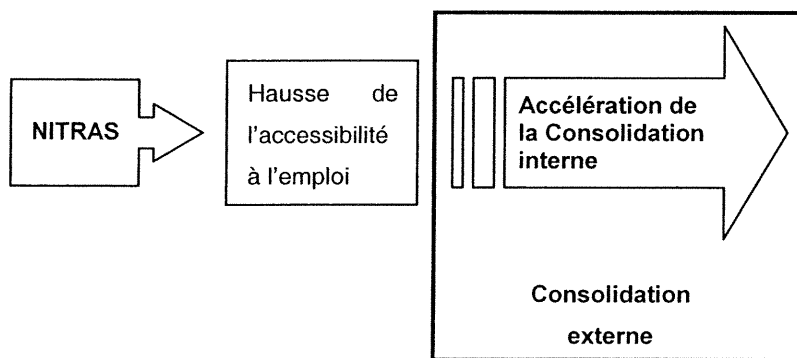 NITRAS
Hausse de
l'accessibilité
à l'emploi
Accélération de
la Consolidation
interne
Consolidation
externe